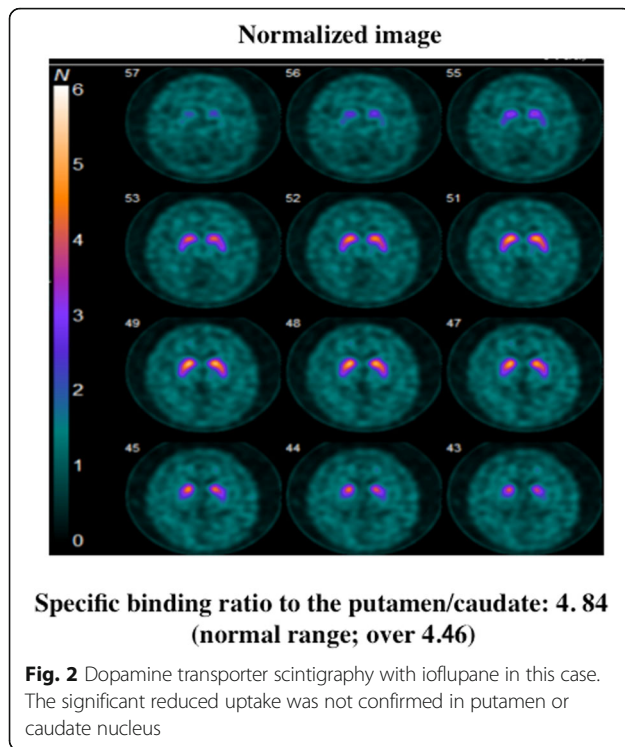 Normalized image
N
6
5
4
3
2
1
0
57 56 55
53 52 51
49 48 47
45 44 43
Specific binding ratio to the putamen/caudate: 4. 84
(normal range; over 4.46)
Fig. 2 Dopamine transporter scintigraphy with ioflupane in this case.
The significant reduced uptake was not confirmed in putamen or
caudate nucleus